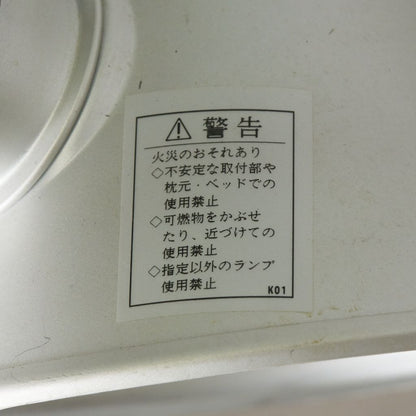 ⚠ 警告
火災のおそれあり
◇不安定な取付部や
枕元・ベッドでの
使用禁止
◇可燃物をかぶせ
たり、近づけての
使用禁止
◇指定以外のランプ
使用禁止
K01